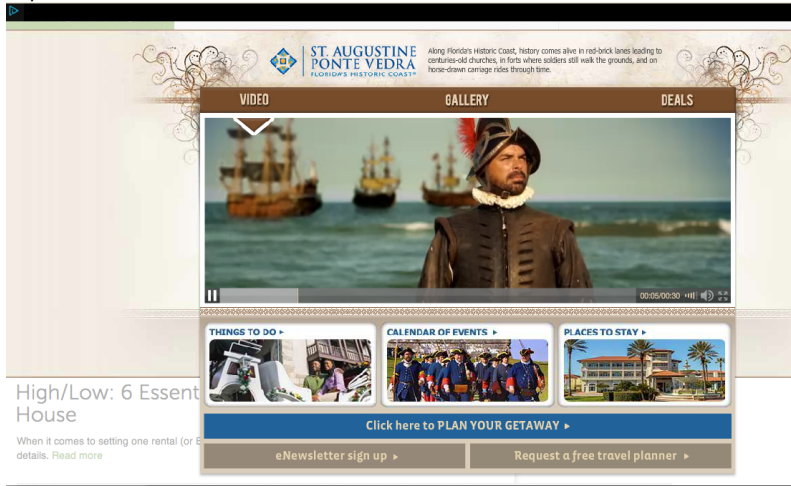 ST. AUGUSTINE
PONTE VEDRA
FLORIDA'S HISTORIC COAST®
Along Florida's Historic Coast, history comes alive in red-brick lanes leading to
centuries-old churches, in forts where soldiers still walk the grounds, and on
horse-drawn carriage rides through time.
VIDEO GALLERY DEALS
00:05/00:30
THINGS TO DO ▸ CALENDAR OF EVENTS ▸ PLACES TO STAY ▸
High/Low: 6 Essent
House
Click here to PLAN YOUR GETAWAY ▸
When it comes to setting one rental (or
details. Read more
eNewsletter sign up ▸ Request a free travel planner ▸